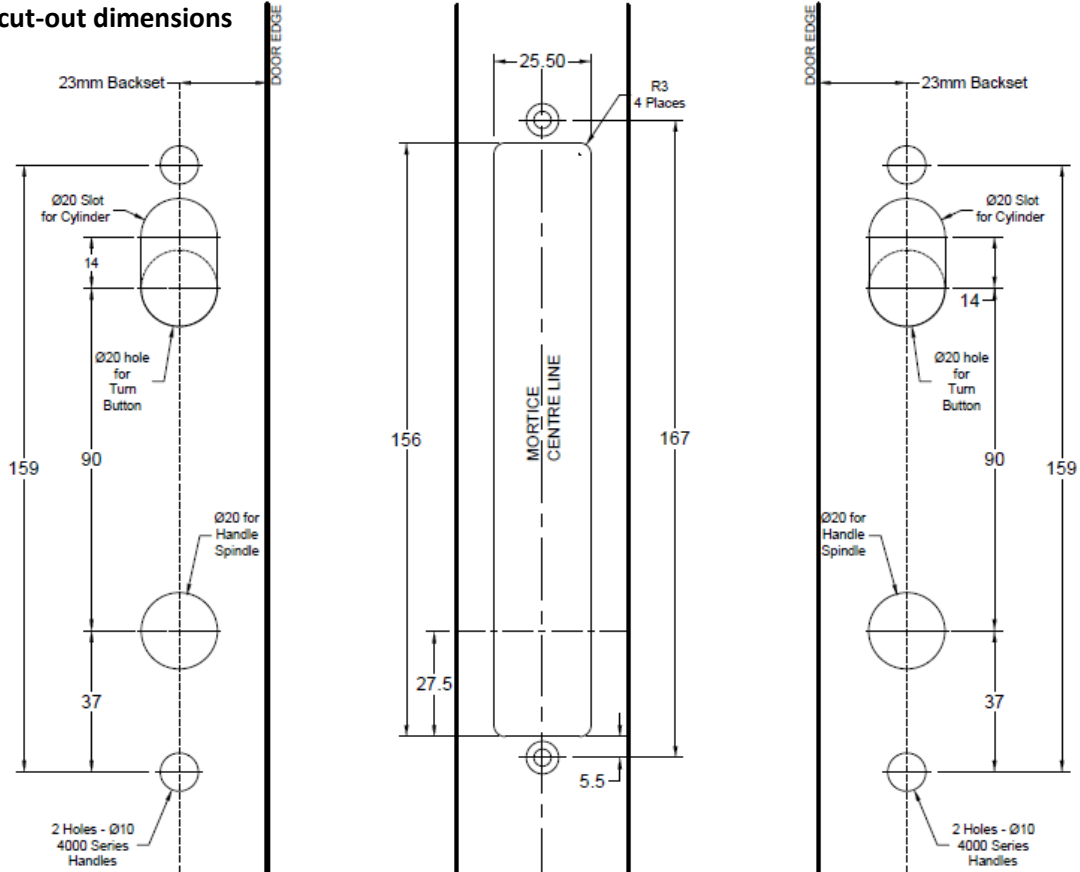 cut-out dimensions
DOOR EDGE
23mm Backset
Ø20 Slot
for Cylinder
14
Ø20 hole
for
Turn
Button
159
90
Ø20 for
Handle
Spindle
37
2 Holes - Ø10
4000 Series
Handles
25.50
R3
4 Places
156
MORTICE
CENTRE LINE
167
27.5
5.5
DOOR EDGE
23mm Backset
Ø20 Slot
for Cylinder
14
Ø20 hole
for
Turn
Button
90
159
Ø20 for
Handle
Spindle
37
2 Holes - Ø10
4000 Series
Handles